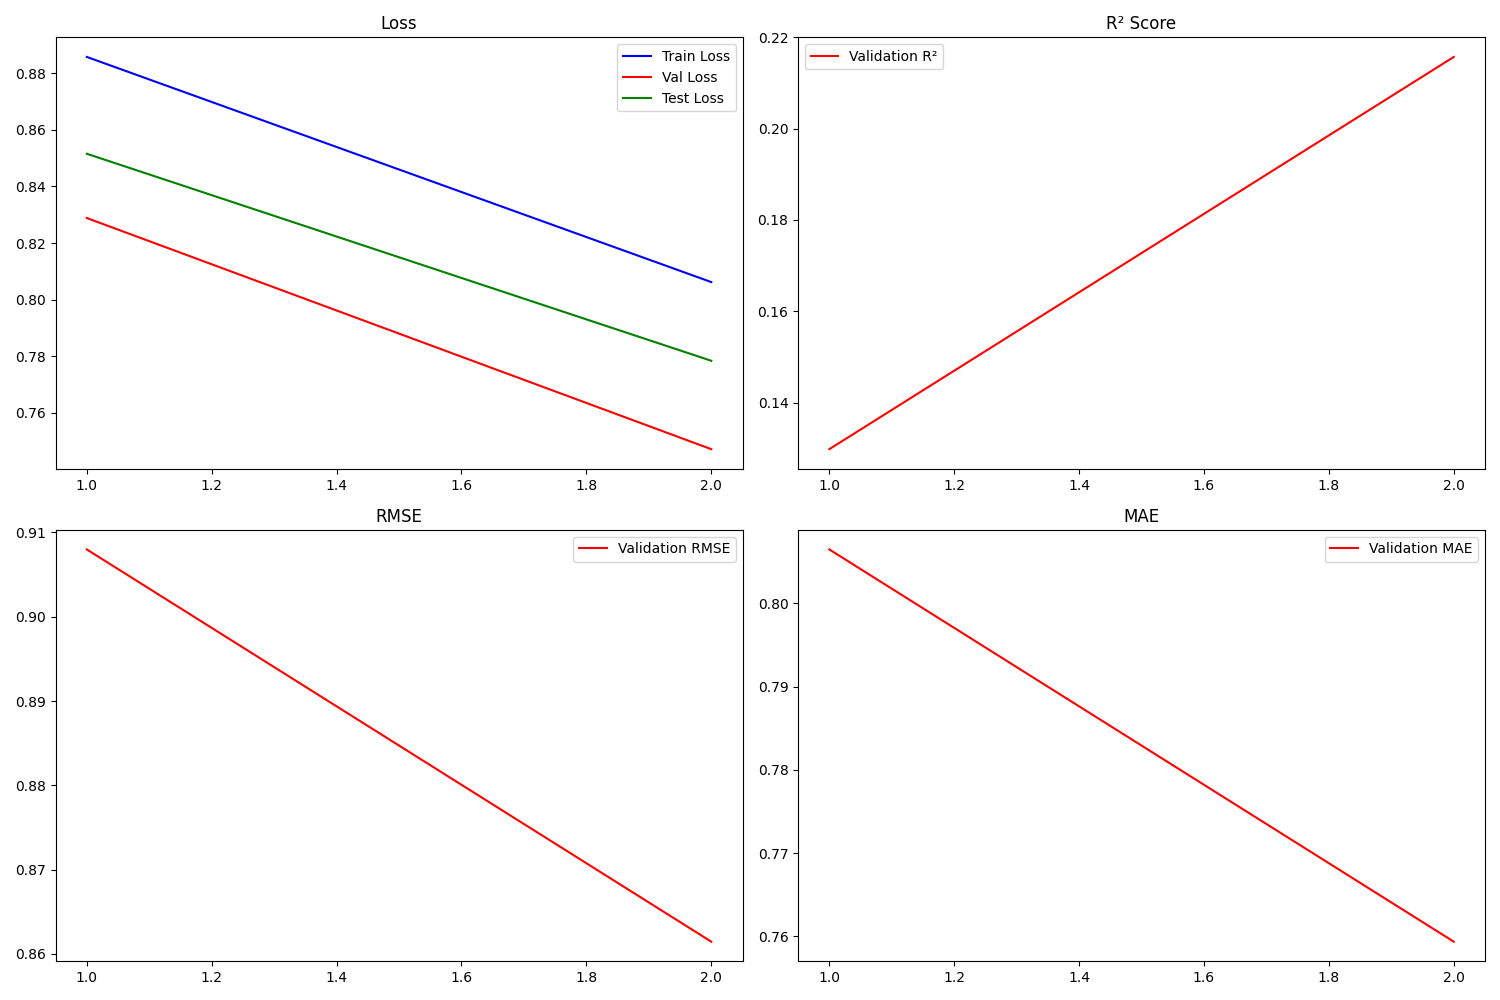 Loss
Train Loss
Val Loss
Test Loss
0.88
0.86
0.84
0.82
0.80
0.78
0.76
1.0 1.2 1.4 1.6 1.8 2.0
R² Score
Validation R²
0.22
0.20
0.18
0.16
0.14
1.0 1.2 1.4 1.6 1.8 2.0
RMSE
Validation RMSE
0.91
0.90
0.89
0.88
0.87
0.86
1.0 1.2 1.4 1.6 1.8 2.0
MAE
Validation MAE
0.80
0.79
0.78
0.77
0.76
1.0 1.2 1.4 1.6 1.8 2.0